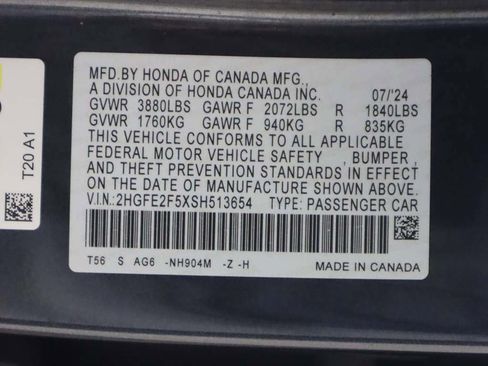 MFD.BY HONDA OF CANADA MFG.,
A DIVISION OF HONDA CANADA INC. 07/'24
GVWR 3880LBS GAWR F 2072LBS R 1840LBS
GVWR 1760KG GAWR F 940KG R 835KG
THIS VEHICLE CONFORMS TO ALL APPLICABLE
FEDERAL MOTOR VEHICLE SAFETY , BUMPER ,
AND THEFT PREVENTION STANDARDS IN EFFECT
ON THE DATE OF MANUFACTURE SHOWN ABOVE.
V.I.N.:2HGFE2F5XSH513654 TYPE: PASSENGER CAR
T56 S AG6 -NH904M -Z -H MADE IN CANADA
T20 A1